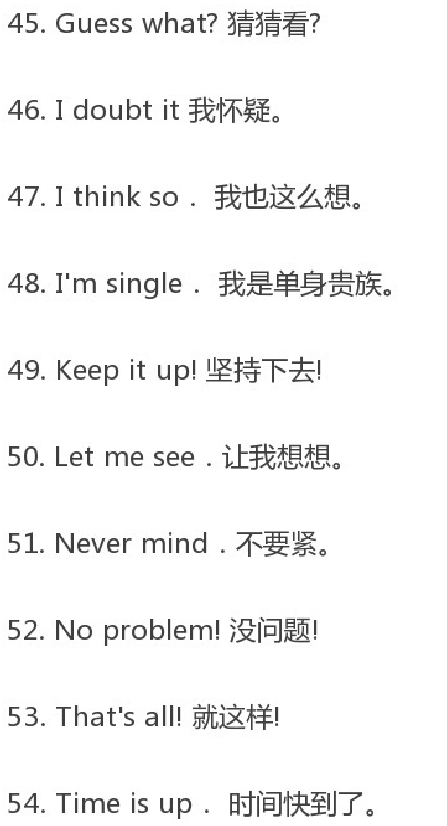 45. Guess what? 猜猜看?
46. I doubt it 我怀疑。
47. I think so． 我也这么想。
48. I'm single． 我是单身贵族。
49. Keep it up! 坚持下去!
50. Let me see．让我想想。
51. Never mind．不要紧。
52. No problem! 没问题!
53. That's all! 就这样!
54. Time is up． 时间快到了。